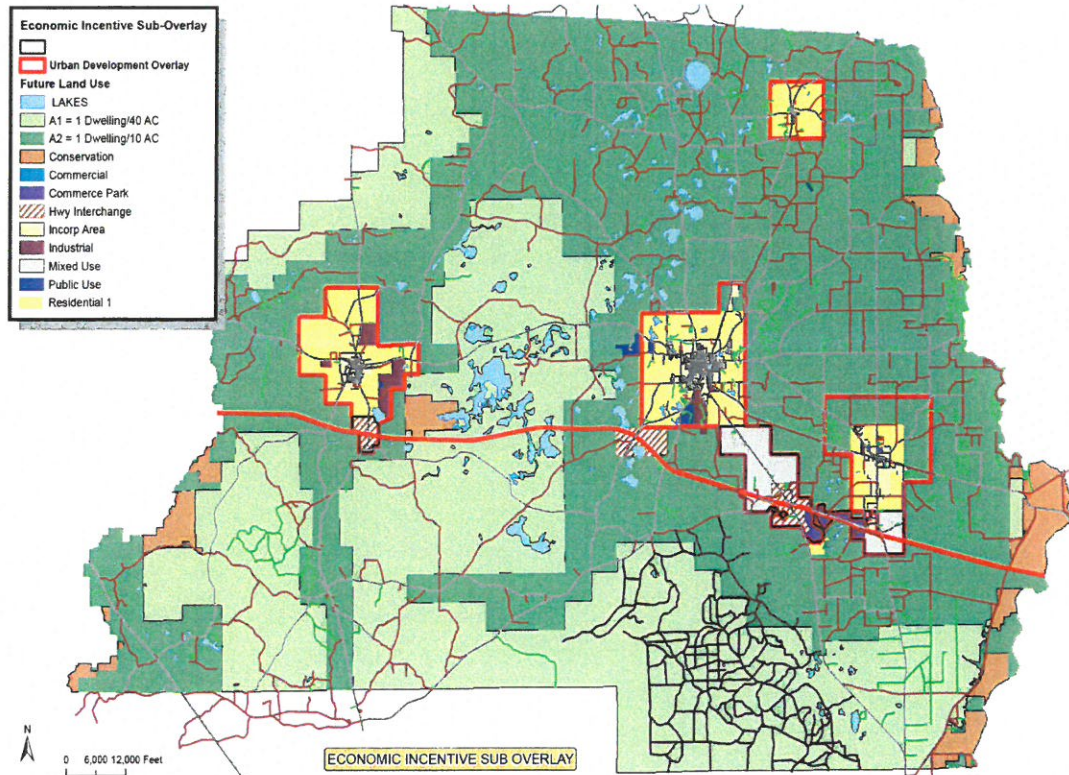 Economic Incentive Sub-Overlay
Urban Development Overlay
Future Land Use
LAKES
A1 = 1 Dwelling/40 AC
A2 = 1 Dwelling/10 AC
Conservation
Commercial
Commerce Park
Hwy Interchange
Incorp Area
Industrial
Mixed Use
Public Use
Residential 1
N
0 6,000 12,000 Feet
ECONOMIC INCENTIVE SUB OVERLAY